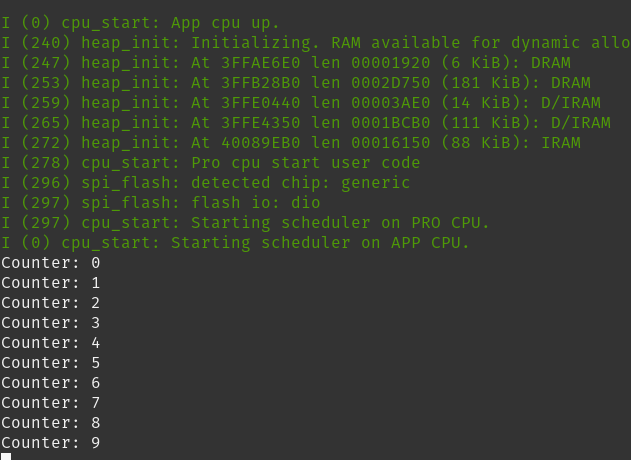 I (0) cpu_start: App cpu up.
I (240) heap_init: Initializing. RAM available for dynamic allo
I (247) heap_init: At 3FFAE6E0 len 00001920 (6 KiB): DRAM
I (253) heap_init: At 3FFB28B0 len 0002D750 (181 KiB): DRAM
I (259) heap_init: At 3FFE0440 len 00003AE0 (14 KiB): D/IRAM
I (265) heap_init: At 3FFE4350 len 0001BCB0 (111 KiB): D/IRAM
I (272) heap_init: At 40089EB0 len 00016150 (88 KiB): IRAM
I (278) cpu_start: Pro cpu start user code
I (296) spi_flash: detected chip: generic
I (297) spi_flash: flash io: dio
I (297) cpu_start: Starting scheduler on PRO CPU.
I (0) cpu_start: Starting scheduler on APP CPU.
Counter: 0
Counter: 1
Counter: 2
Counter: 3
Counter: 4
Counter: 5
Counter: 6
Counter: 7
Counter: 8
Counter: 9